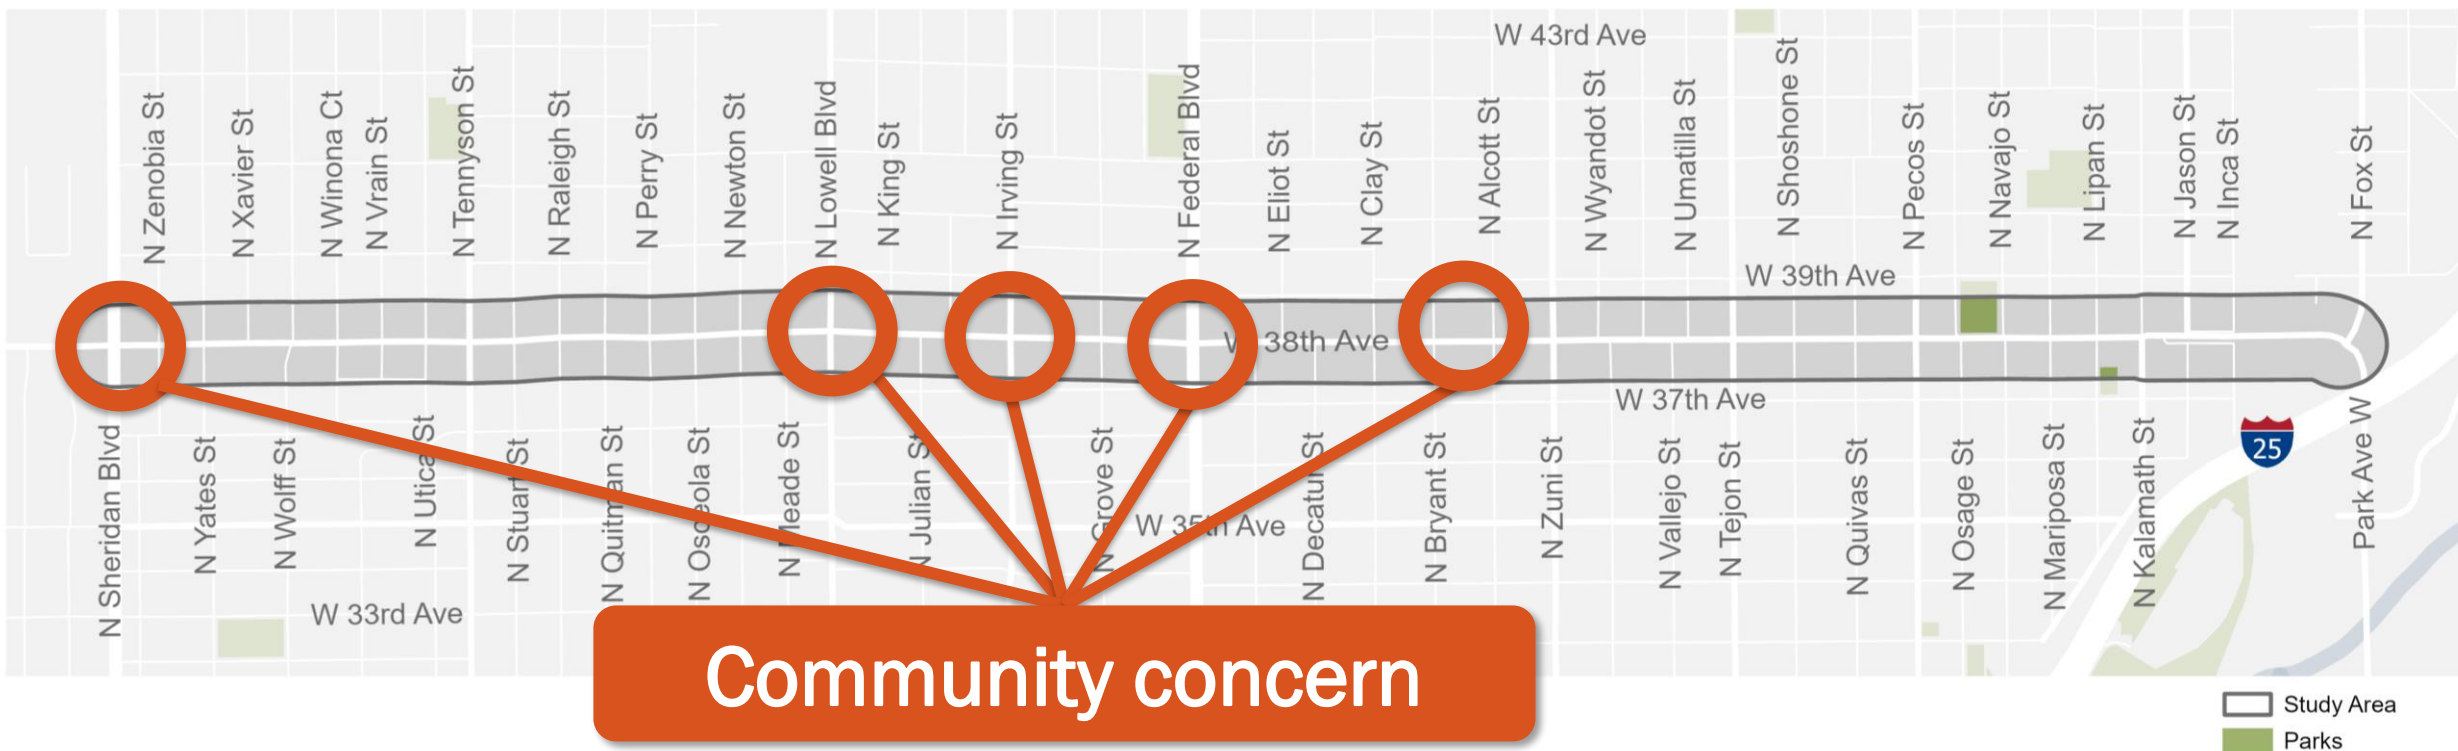 W 43rd Ave
N Zenobia St
N Xavier St
N Winona Ct
N Vrain St
N Tennyson St
N Raleigh St
N Perry St
N Newton St
N Lowell Blvd
N King St
N Irving St
N Federal Blvd
N Eliot St
N Clay St
N Alcott St
N Wyandot St
N Umatilla St
N Shoshone St
N Pecos St
N Navajo St
N Lipan St
N Jason St
N Inca St
N Fox St
W 39th Ave
W 38th Ave
W 37th Ave
N Sheridan Blvd
N Yates St
N Wolff St
N Utica St
N Stuart St
N Quitman St
N Osceola St
N Meade St
N Julian St
N Grove St
W 35th Ave
N Decatur St
N Bryant St
N Zuni St
N Vallejo St
N Tejon St
N Quivas St
N Osage St
N Mariposa St
N Kalamath St
25
Park Ave W
W 33rd Ave
Community concern
Study Area
Parks